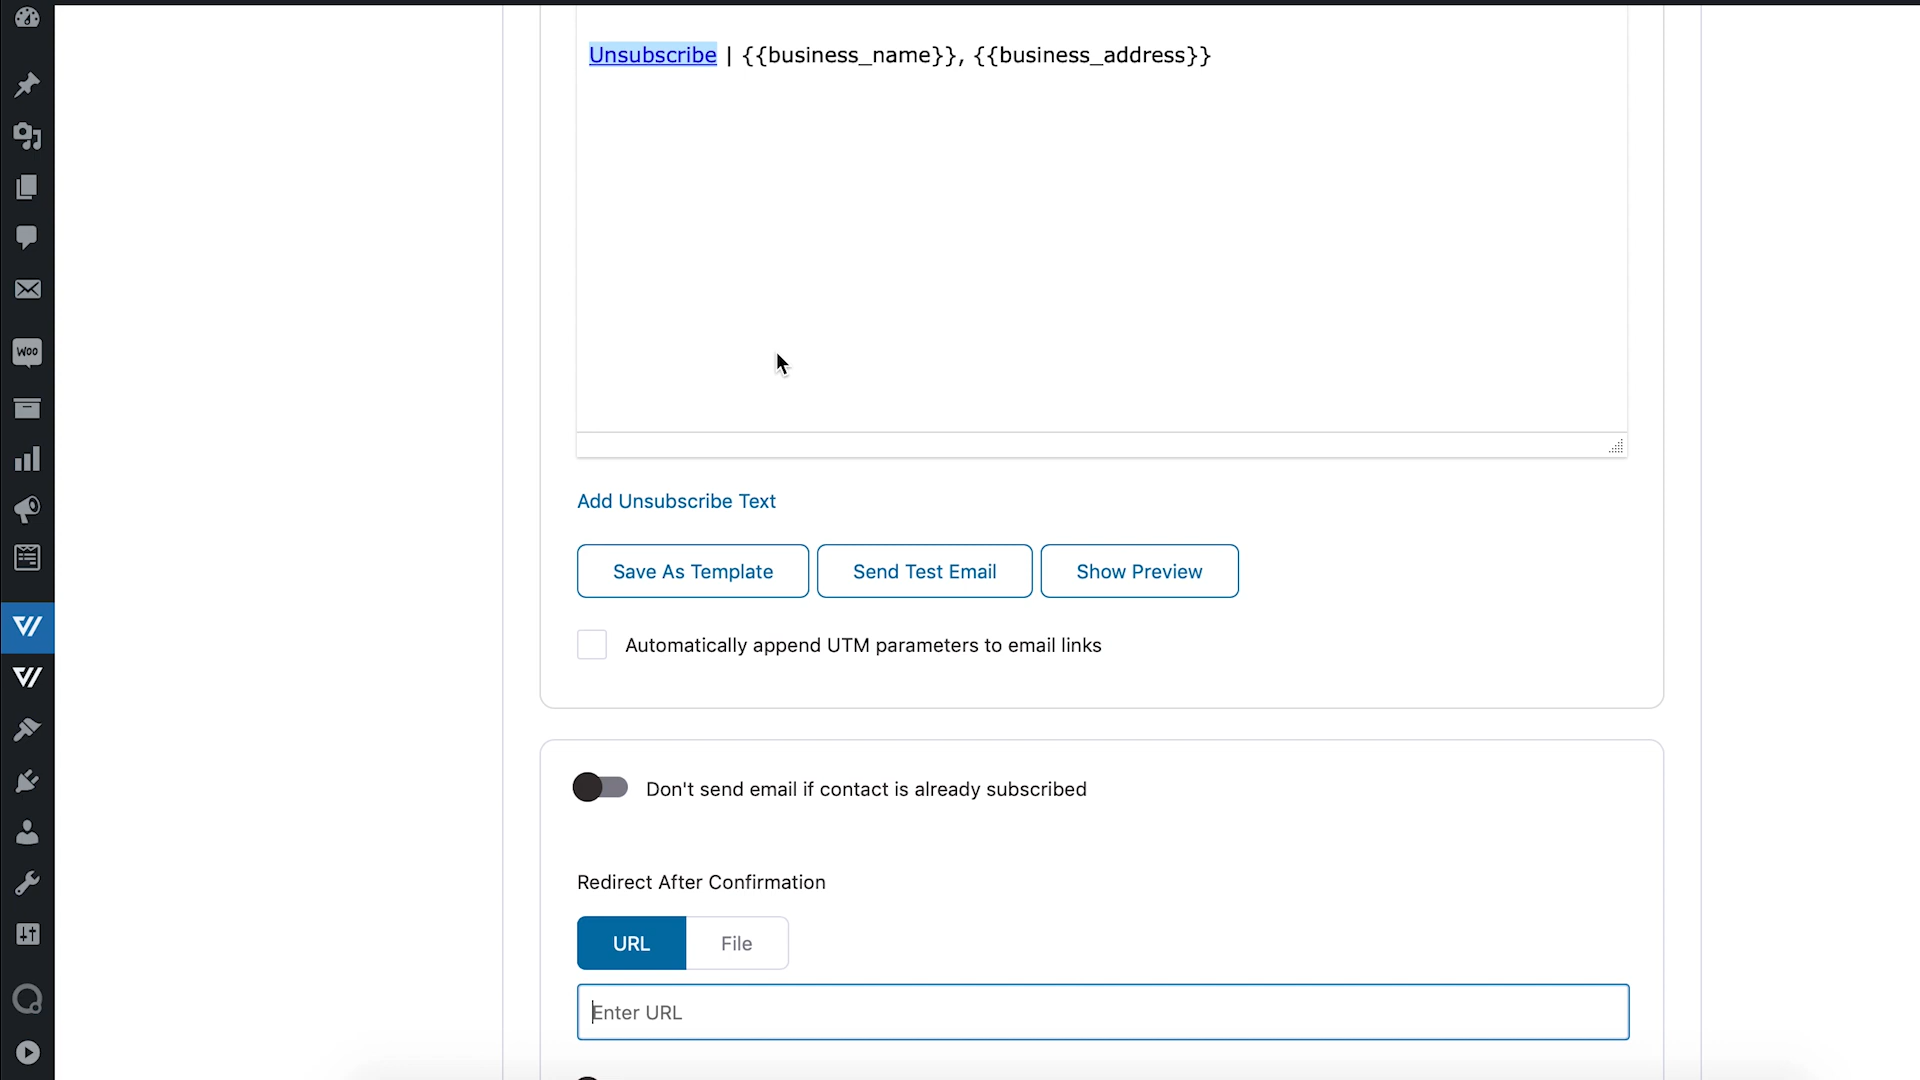 Unsubscribe | {{business_name}}, {{business_address}}
Woo
Add Unsubscribe Text
Save As Template
Send Test Email
Show Preview
Automatically append UTM parameters to email links
Don't send email if contact is already subscribed
Redirect After Confirmation
URL
File
Enter URL